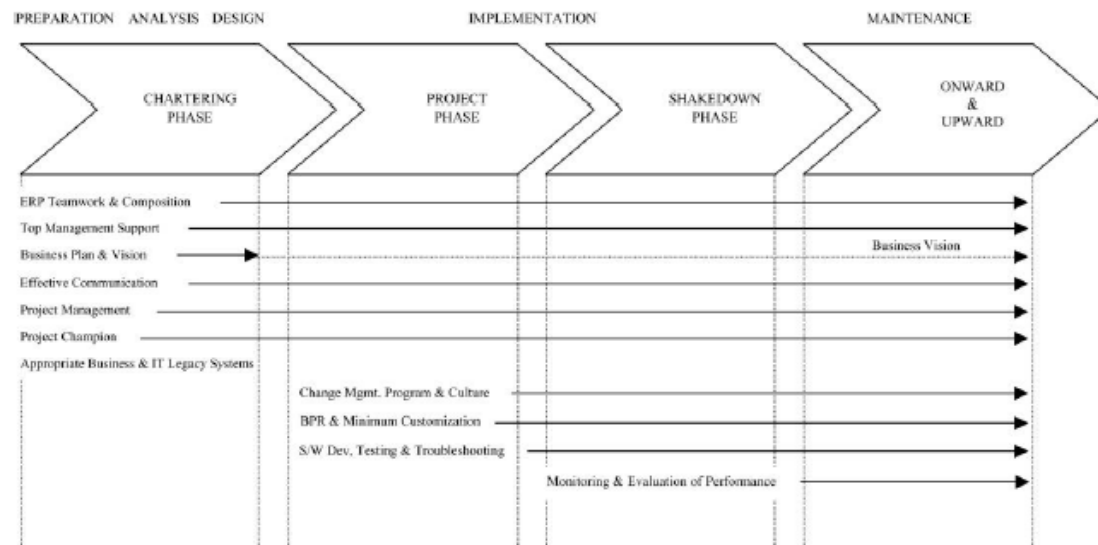 PREPARATION ANALYSIS DESIGN
IMPLEMENTATION
MAINTENANCE
CHARTERING
PHASE
PROJECT
PHASE
SHAKEDOWN
PHASE
ONWARD
&
UPWARD
ERP Teamwork & Composition
Top Management Support
Business Plan & Vision
Business Vision
Effective Communication
Project Management
Project Champion
Appropriate Business & IT Legacy Systems
Change Mgmt. Program & Culture
BPR & Minimum Customization
S/W Dev, Testing & Troubleshooting
Monitoring & Evaluation of Performance